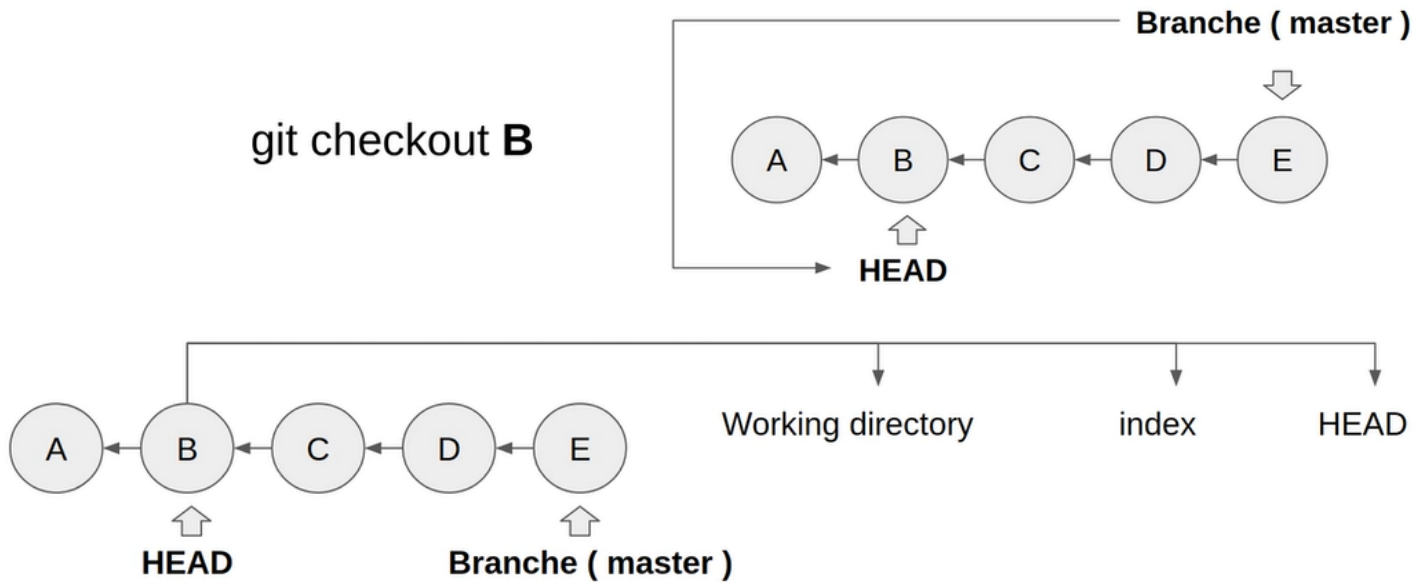 Branche ( master )
git checkout B
A B C D E
HEAD
Working directory index HEAD
A B C D E
HEAD Branche ( master )